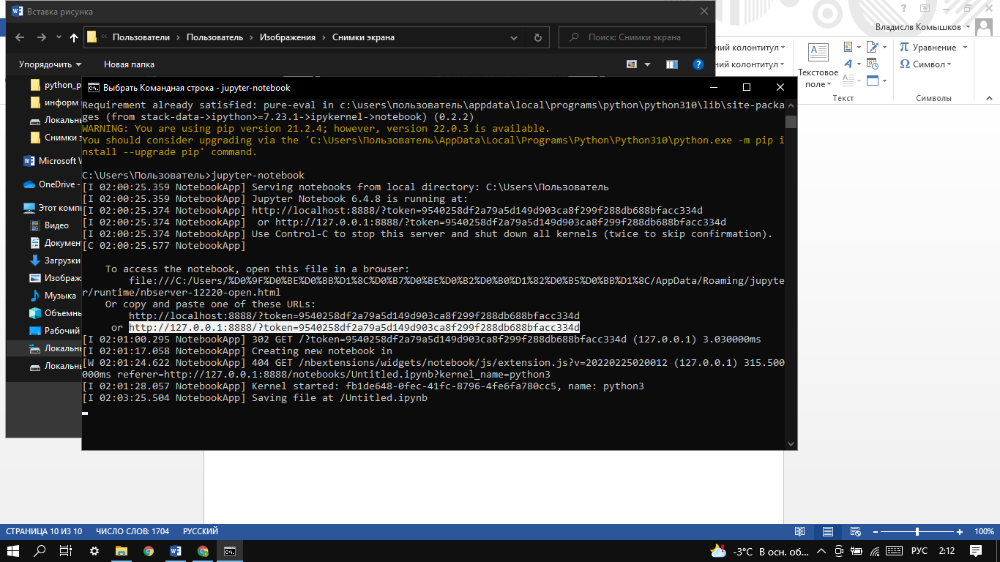 Вставка рисунка
Владислв Комышков
Пользователи
Пользователь
Изображения
Снимки экрана
Поиск: Снимки экрана
ний колонтитул
Уравнение
Упорядочить
Новая папка
ний колонтитул
Текстовое
поле
Символ
Текст
Символы
python_p
информ
Локальны
Снимки э
Microsoft W
OneDrive -
Этот компь
Видео
Документ
Загрузки
Изображ
Музыка
Объемны
Рабочий
Локальн
Локальн
Выбрать Командная строка - jupyter-notebook
Requirement already satisfied: pure-eval in c:\users\пользователь\appdata\local\programs\python\python310\lib\site-packa
ges (from stack-data->ipython>=7.23.1->ipykernel->notebook) (0.2.2)
WARNING: You are using pip version 21.2.4; however, version 22.0.3 is available.
You should consider upgrading via the 'C:\Users\Пользователь\AppData\Local\Programs\Python\Python310\python.exe -m pip i
nstall --upgrade pip' command.
C:\Users\Пользователь>jupyter-notebook
[I 02:00:25.359 NotebookApp] Serving notebooks from local directory: C:\Users\Пользователь
[I 02:00:25.359 NotebookApp] Jupyter Notebook 6.4.8 is running at:
[I 02:00:25.374 NotebookApp] http://localhost:8888/?token=9540258df2a79a5d149d903ca8f299f288db688bfacc334d
[I 02:00:25.374 NotebookApp]  or http://127.0.0.1:8888/?token=9540258df2a79a5d149d903ca8f299f288db688bfacc334d
[I 02:00:25.374 NotebookApp] Use Control-C to stop this server and shut down all kernels (twice to skip confirmation).
[C 02:00:25.577 NotebookApp]
To access the notebook, open this file in a browser:
file:///C:/Users/%D0%9F%D0%BE%D0%BB%D1%8C%D0%B7%D0%BE%D0%B2%D0%B0%D1%82%D0%B5%D0%BB%D1%8C/AppData/Roaming/jupyte
r/runtime/nbserver-12220-open.html
Or copy and paste one of these URLs:
http://localhost:8888/?token=9540258df2a79a5d149d903ca8f299f288db688bfacc334d
or http://127.0.0.1:8888/?token=9540258df2a79a5d149d903ca8f299f288db688bfacc334d
[I 02:01:00.295 NotebookApp] 302 GET /?token=9540258df2a79a5d149d903ca8f299f288db688bfacc334d (127.0.0.1) 3.030000ms
[I 02:01:17.058 NotebookApp] Creating new notebook in
[W 02:01:24.622 NotebookApp] 404 GET /nbextensions/widgets/notebook/js/extension.js?v=20220225020012 (127.0.0.1) 315.500
000ms referer=http://127.0.0.1:8888/notebooks/Untitled.ipynb?kernel_name=python3
[I 02:01:28.057 NotebookApp] Kernel started: fb1de648-0fec-41fc-8796-4fe6fa780cc5, name: python3
[I 02:03:25.504 NotebookApp] Saving file at /Untitled.ipynb
СТРАНИЦА 10 ИЗ 10
ЧИСЛО СЛОВ: 1704
РУССКИЙ
100%
-3°C
В осн. об...
РУС
2:12